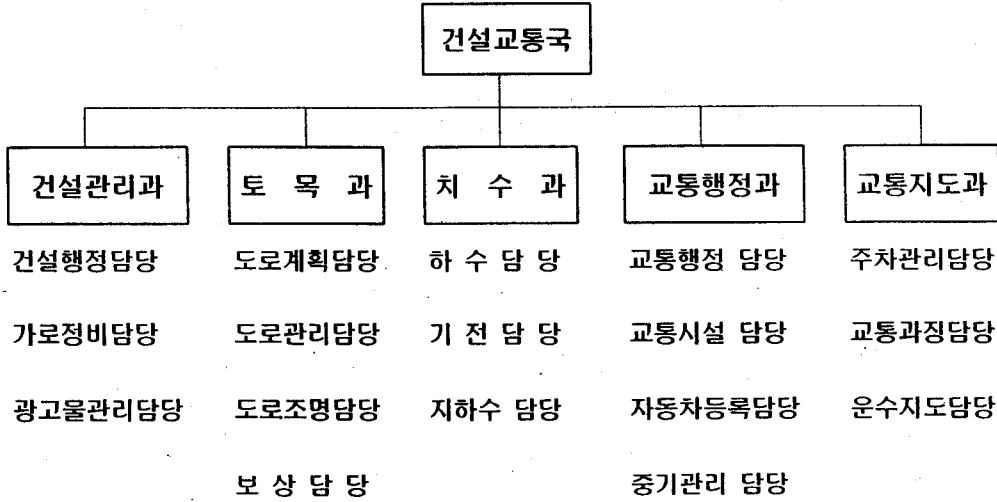 건설교통국
건설관리과 토 목 과 치 수 과 교통행정과 교통지도과
건설행정담당 도로계획담당 하 수 담 당 교통행정 담당 주차관리담당
가로정비담당 도로관리담당 기 전 담 당 교통시설 담당 교통과징담당
광고물관리담당 도로조명담당 지하수 담당 자동차등록담당 운수지도담당
보 상 담 당 중기관리 담당